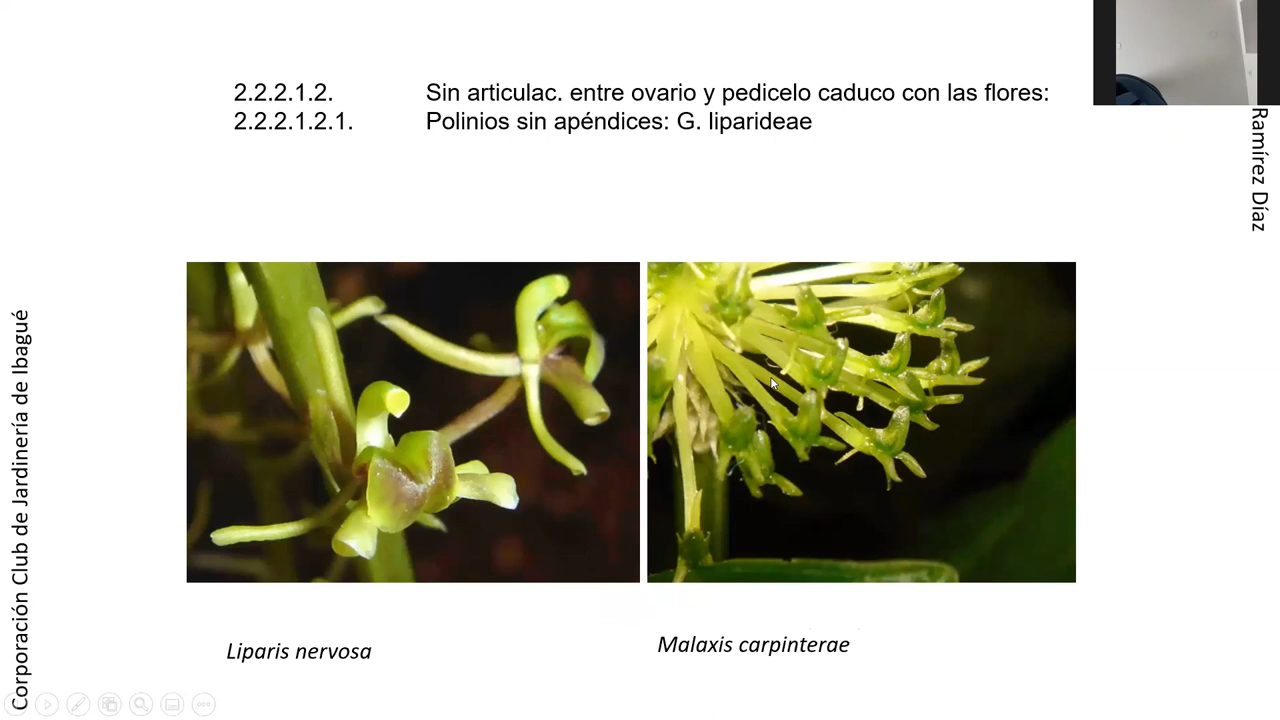 2.2.2.1.2. Sin articulac. entre ovario y pedicelo caduco con las flores:
2.2.2.1.2.1. Polinios sin apéndices: G. liparideae
Ramírez Díaz
Corporación Club de Jardinería de Ibagué
Liparis nervosa
Malaxis carpinterae